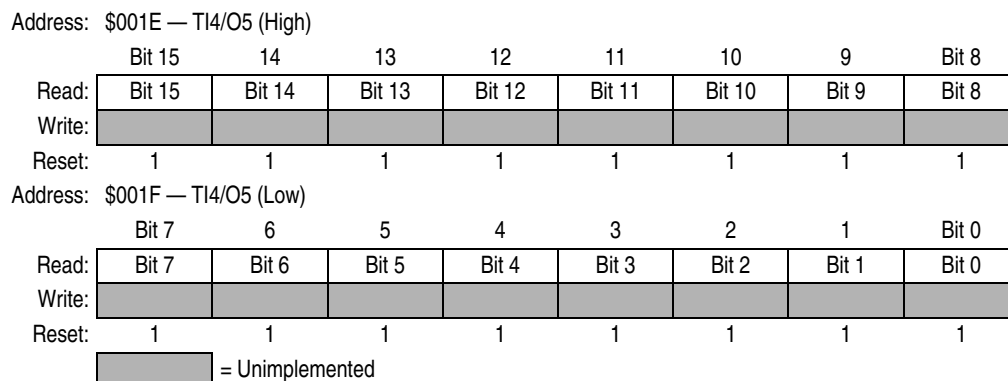 Address: $001E — TI4/O5 (High)
Bit 15 14 13 12 11 10 9 Bit 8
Read: Bit 15 Bit 14 Bit 13 Bit 12 Bit 11 Bit 10 Bit 9 Bit 8
Write:
Reset: 1 1 1 1 1 1 1 1
Address: $001F — TI4/O5 (Low)
Bit 7 6 5 4 3 2 1 Bit 0
Read: Bit 7 Bit 6 Bit 5 Bit 4 Bit 3 Bit 2 Bit 1 Bit 0
Write:
Reset: 1 1 1 1 1 1 1 1
= Unimplemented